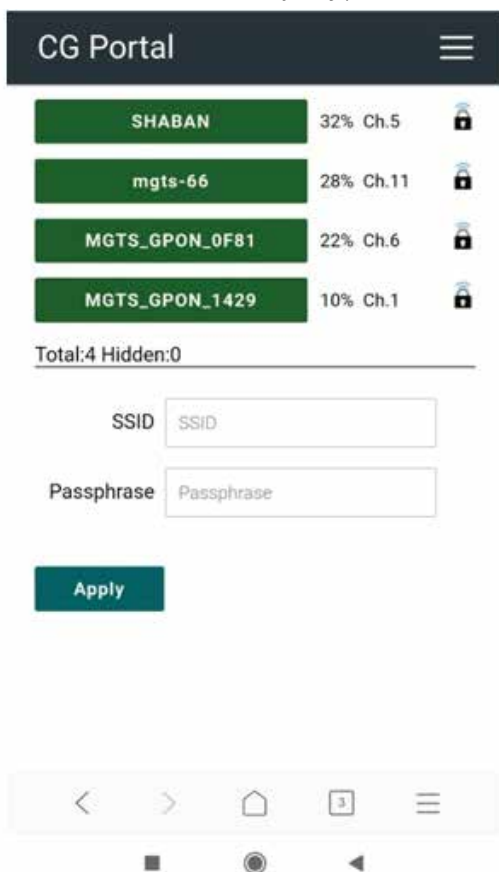 CG Portal
SHABAN 32% Ch.5
mgts-66 28% Ch.11
MGTS_GPON_0F81 22% Ch.6
MGTS_GPON_1429 10% Ch.1
Total:4 Hidden:0
SSID SSID
Passphrase Passphrase
Apply
3